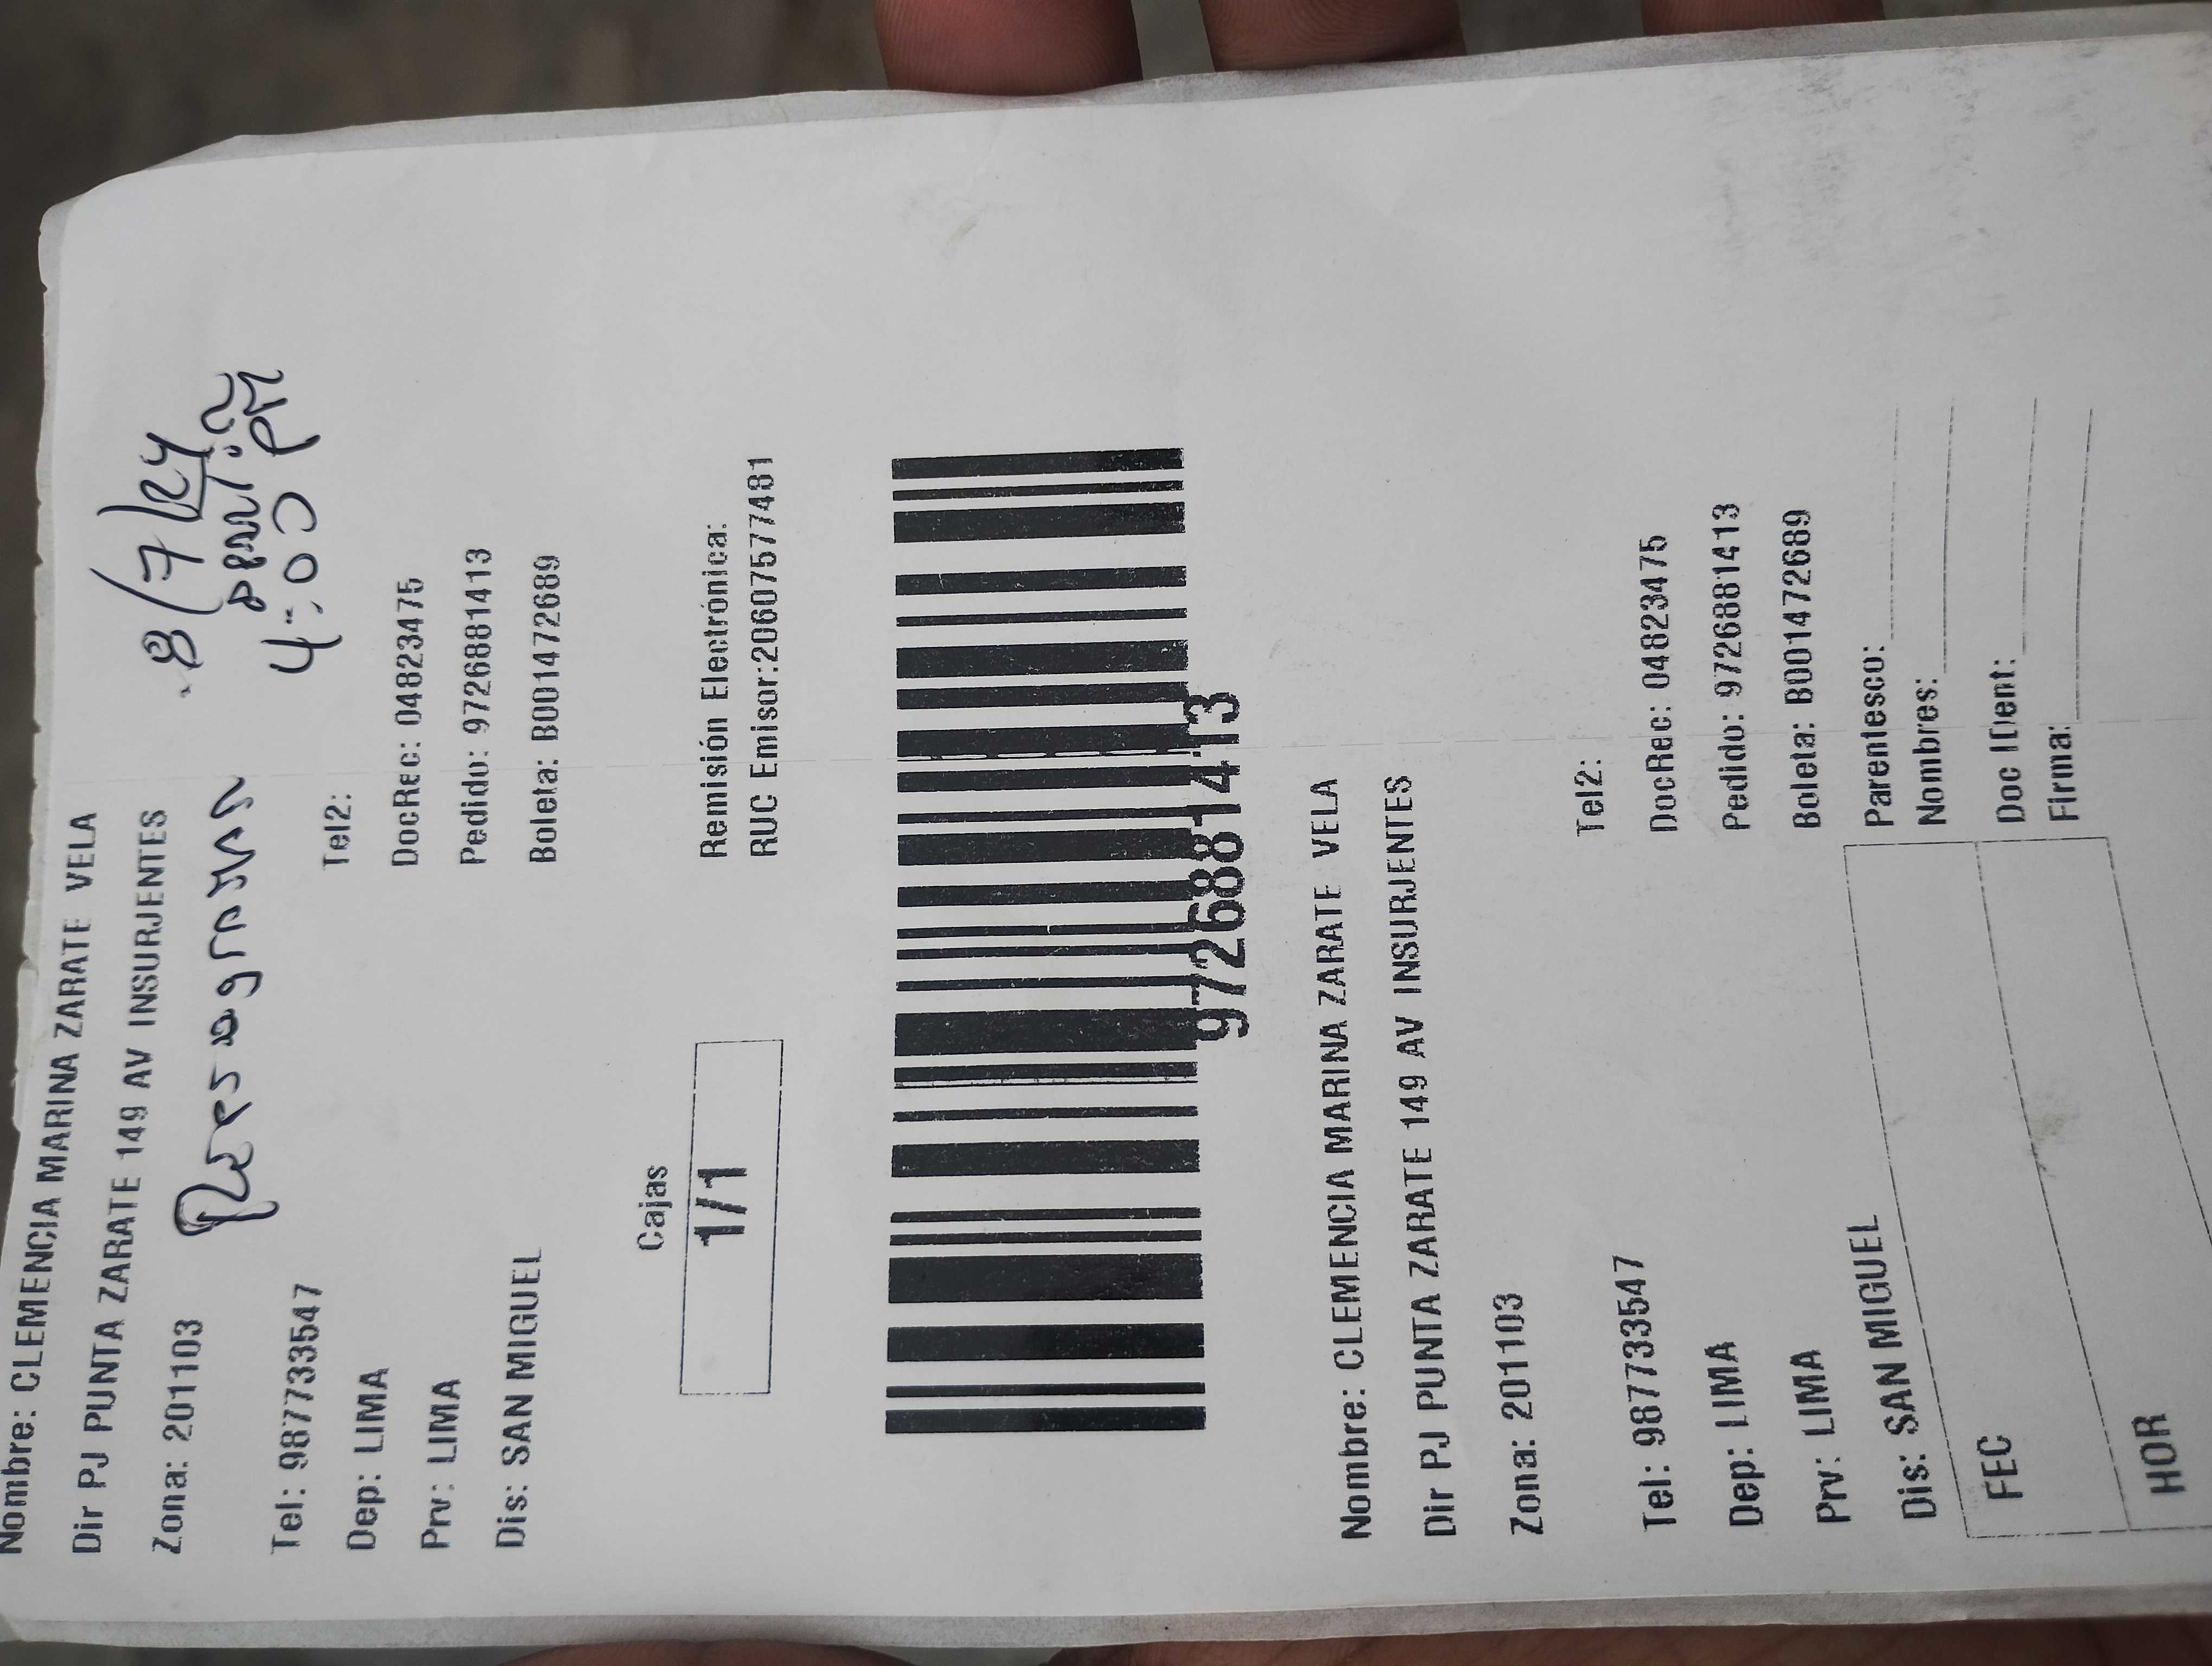 Nombre: CLEMENCIA MARINA ZARATE VELA
Dir PJ PUNTA ZARATE 149 AV INSURJENTES
Zona: 201103
8/7/24
4:00 PM
Tel: 987733547
Tel2:
Dep: LIMA
DocRec: 04823475
Prv: LIMA
Pedido: 9726881413
Dis: SAN MIGUEL
Boleta: B001472689
Cajas
1/1
Remisión Electrónica:
RUC Emisor:20607577481
9726881413
Nombre: CLEMENCIA MARINA ZARATE VELA
Dir PJ PUNTA ZARATE 149 AV INSURJENTES
Zona: 201103
Tel2:
Tel: 987733547
DocRec: 04823475
Dep: LIMA
Pedido: 9726881413
Prv: LIMA
Boleta: B001472689
Dis: SAN MIGUEL
Parentesco:
Nombres:
FEC
Doc IDent:
Firma:
HOR